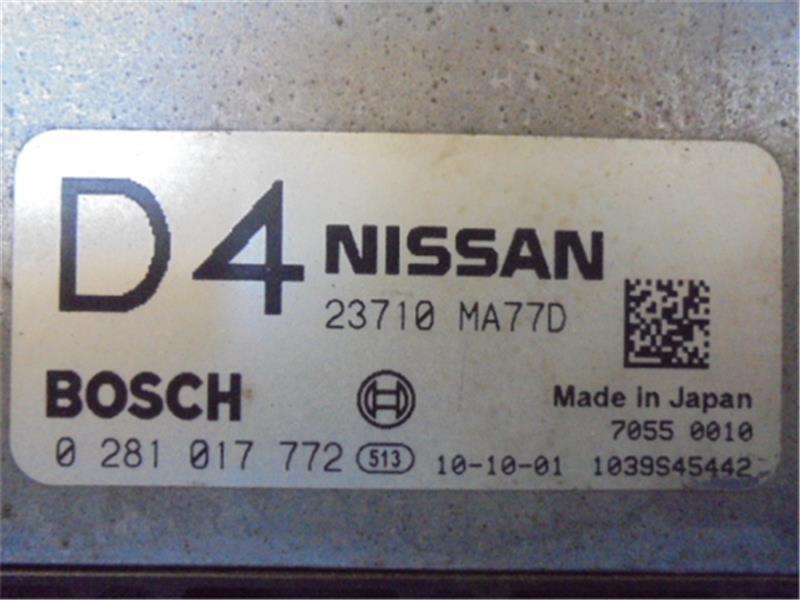 D4 NISSAN
23710 MA77D
BOSCH
Made in Japan
7055 0010
0 281 017 772 513 10-10-01 1039S45442